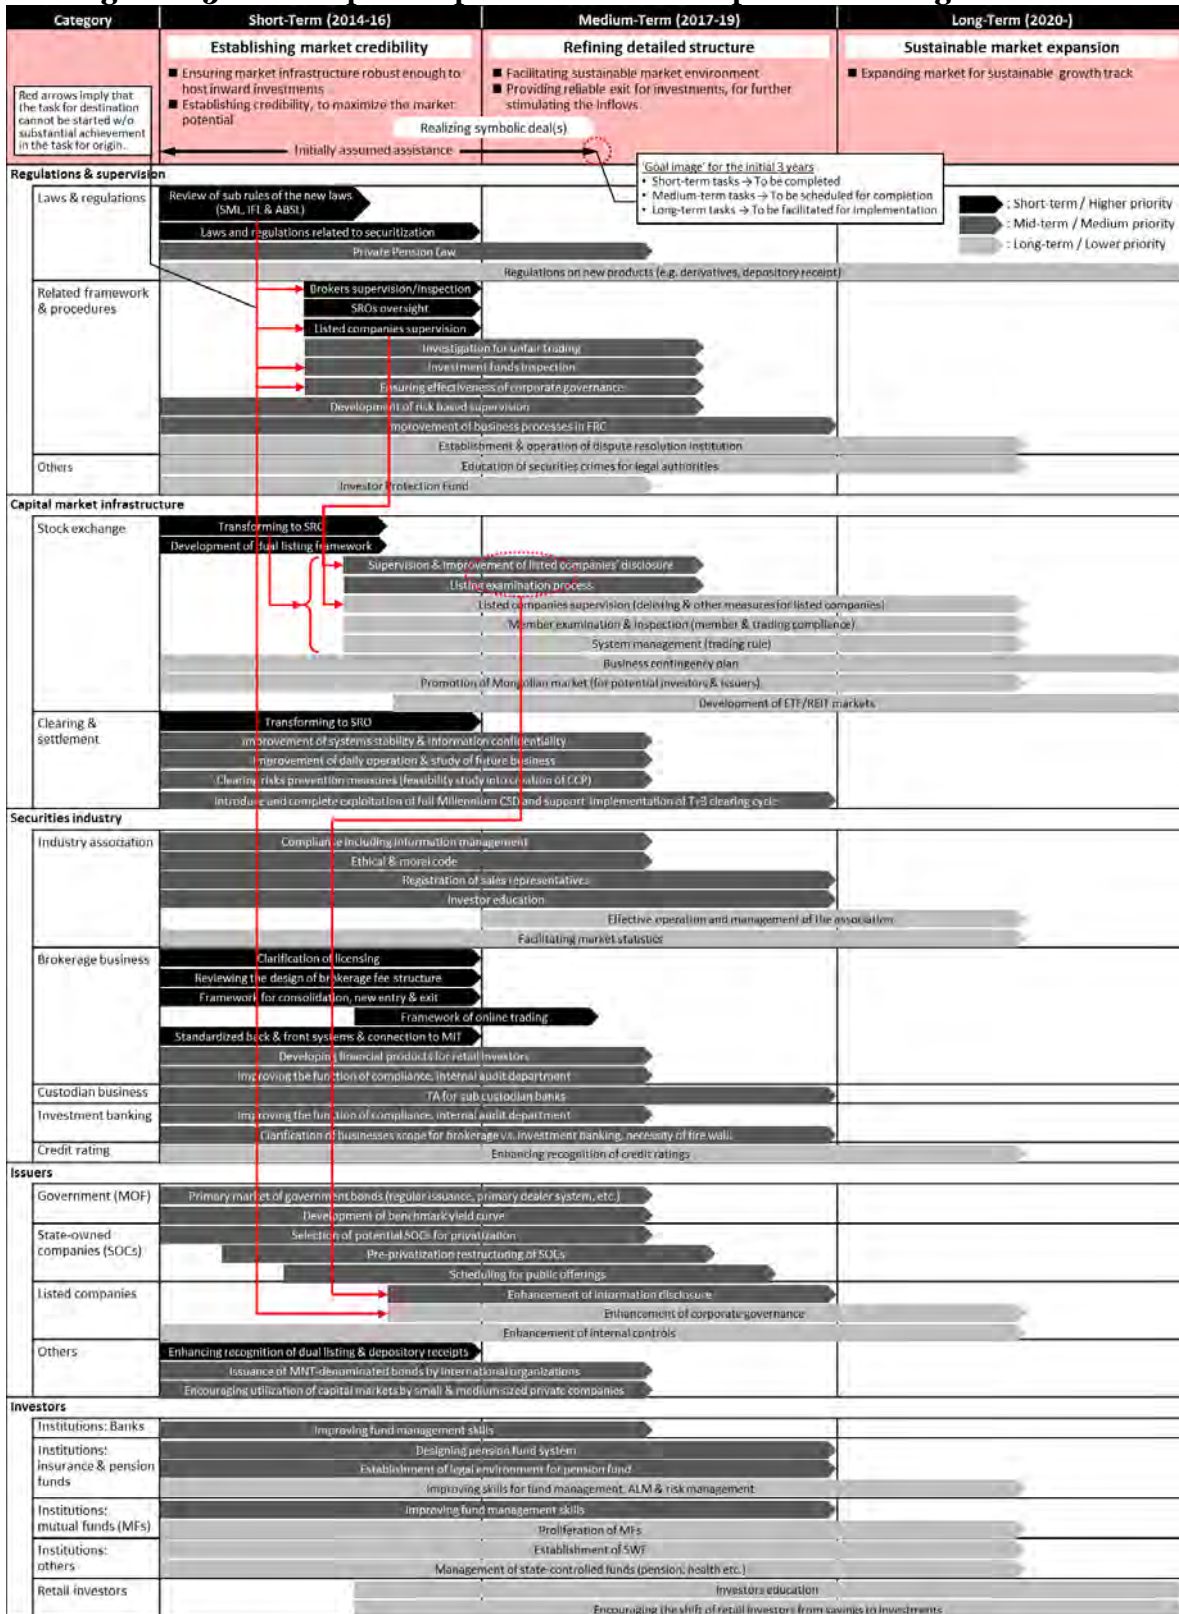 Category
Short-Term (2014-16)
Medium-Term (2017-19)
Long-Term (2020-)
Establishing market credibility
■ Ensuring market infrastructure robust enough to
host inward investments
■ Establishing credibility, to maximize the market
potential
Refining detailed structure
■ Facilitating sustainable market environment
■ Providing reliable exit for investments, for further
stimulating the inflows
Sustainable market expansion
■ Expanding market for sustainable growth track
Red arrows imply that
the task for destination
cannot be started w/o
substantial achievement
in the task for origin.
Realizing symbolic deal(s)
Initially assumed assistance
'Goal image' for the initial 3 years
• Short-term tasks → To be completed
• Medium-term tasks → To be scheduled for completion
• Long-term tasks → To be facilitated for implementation
: Short-term / Higher priority
: Mid-term / Medium priority
: Long-term / Lower priority
Regulations & supervision
Laws & regulations
Review of sub rules of the new laws
(SML, IFL & ABSL)
Laws and regulations related to securitization
Private Pension Law
Regulations on new products (e.g. derivatives, depository receipt)
Related framework
& procedures
Brokers supervision/inspection
SROs oversight
Listed companies supervision
Investigation for unfair trading
Investment funds inspection
Ensuring effectiveness of corporate governance
Development of risk based supervision
Improvement of business processes in FRC
Establishment & operation of dispute resolution institution
Others
Education of securities crimes for legal authorities
Investor Protection Fund
Capital market infrastructure
Stock exchange
Transforming to SRO
Development of dual listing framework
Supervision & improvement of listed companies' disclosure
Listing examination process
Listed companies supervision (delisting & other measures for listed companies)
Member examination & inspection (member & trading compliance)
System management (trading rule)
Business contingency plan
Promotion of Mongolian market (for potential investors & issuers)
Development of ETF/REIT markets
Clearing &
settlement
Transforming to SRO
Improvement of systems stability & information confidentiality
Improvement of daily operation & study of future business
Clearing risks prevention measures (feasibility study into creation of CCP)
Introduce and complete exploitation of full Millennium CSD and support implementation of T+3 clearing cycle
Securities industry
Industry association
Compliance including information management
Ethical & morel code
Registration of sales representatives
Investor education
Effective operation and management of the association
Facilitating market statistics
Brokerage business
Clarification of licensing
Reviewing the design of brokerage fee structure
Framework for consolidation, new entry & exit
Framework of online trading
Standardized back & front systems & connection to MIT
Developing financial products for retail investors
Improving the function of compliance, internal audit department
Custodian business
TA for sub custodian banks
Investment banking
Improving the function of compliance, internal audit department
Clarification of businesses scope for brokerage vs. investment banking, necessity of fire wall.
Credit rating
Enhancing recognition of credit ratings
Issuers
Government (MOF)
Primary market of government bonds (regular issuance, primary dealer system, etc.)
Development of benchmark yield curve
State-owned
companies (SOCs)
Selection of potential SOCs for privatization
Pre-privatization restructuring of SOCs
Scheduling for public offerings
Listed companies
Enhancement of information disclosure
Enhancement of corporate governance
Enhancement of internal controls
Others
Enhancing recognition of dual listing & depository receipts
Issuance of MNT-denominated bonds by international organizations
Encouraging utilization of capital markets by small & medium sized private companies
Investors
Institutions: Banks
Improving fund management skills
Institutions:
insurance & pension
funds
Designing pension fund system
Establishment of legal environment for pension fund
Improving skills for fund management, ALM & risk management
Institutions:
mutual funds (MFs)
Improving fund management skills
Proliferation of MFs
Institutions:
others
Establishment of SWF
Management of state-controlled funds (pension, health etc.)
Retail investors
Investors education
Encouraging the shift of retail investors from savings to investments